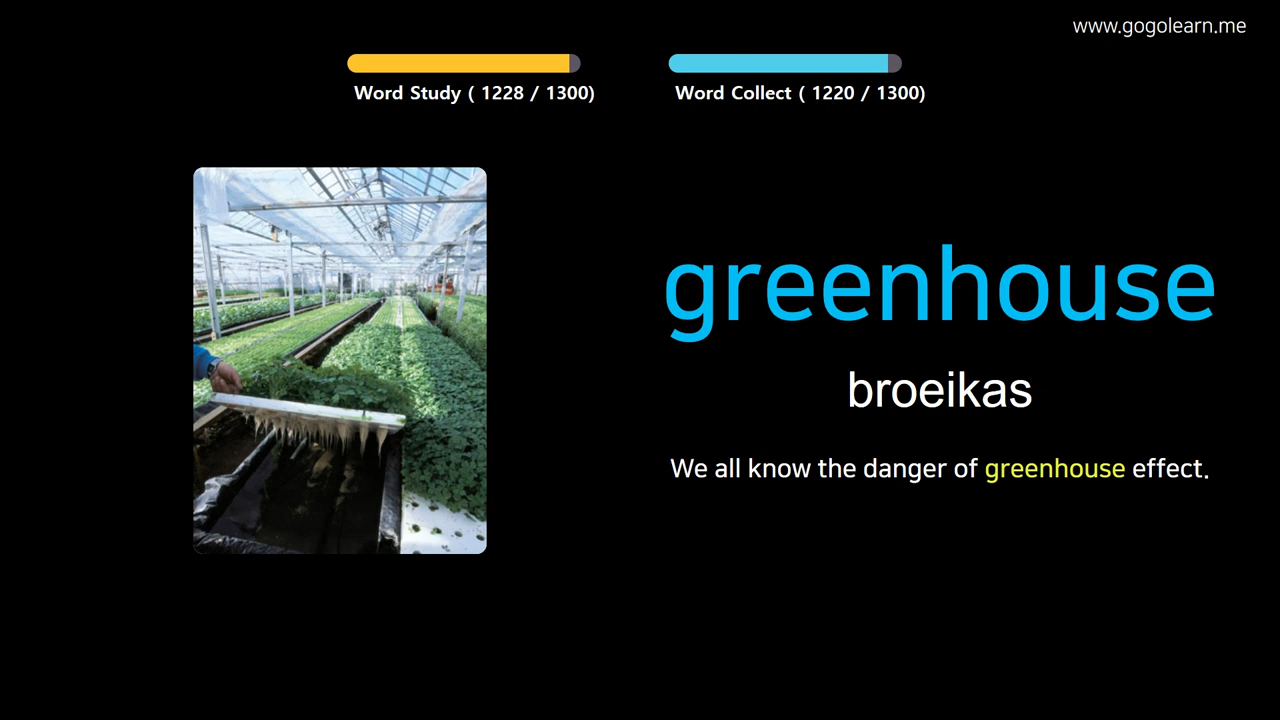 www.gogolearn.me
Word Study ( 1228 / 1300)
Word Collect ( 1220 / 1300)
greenhouse
broeikas
We all know the danger of greenhouse effect.